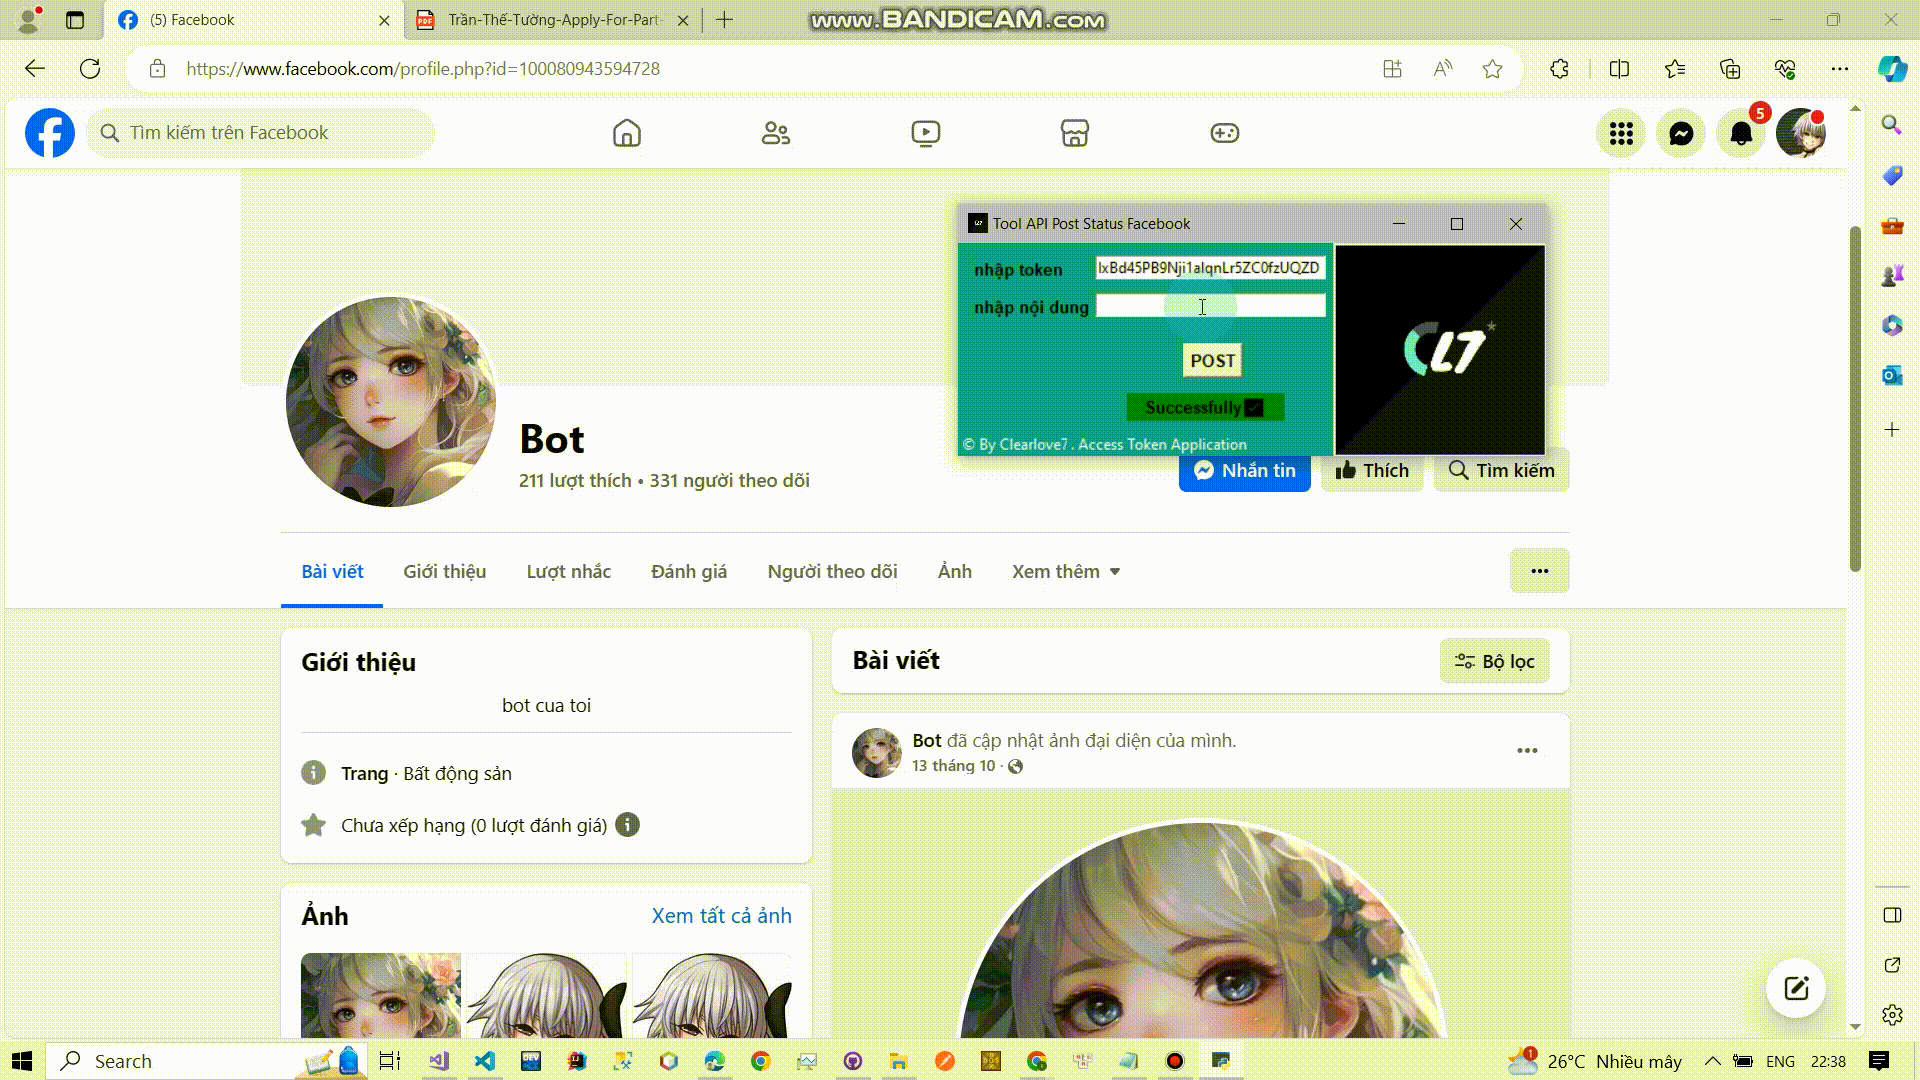 (5) Facebook
Trần-Thế-Tường-Apply-For-Part-
www.BANDICAM.com
https://www.facebook.com/profile.php?id=100080943594728
Tìm kiếm trên Facebook
5
Tool API Post Status Facebook
nhập token
lxBd45PB9Nji1alqnLr5ZC0fzUQZD
nhập nội dung
POST
Successfully
© By Clearlove7 . Access Token Application
CL7
Bot
211 lượt thích • 331 người theo dõi
Nhắn tin
Thích
Tìm kiếm
Bài viết
Giới thiệu
Lượt nhắc
Đánh giá
Người theo dõi
Ảnh
Xem thêm
Giới thiệu
bot cua toi
Trang · Bất động sản
Chưa xếp hạng (0 lượt đánh giá)
Ảnh
Xem tất cả ảnh
Bài viết
Bộ lọc
Bot đã cập nhật ảnh đại diện của mình.
13 tháng 10 ·
Search
1
26°C Nhiều mây
ENG
22:38